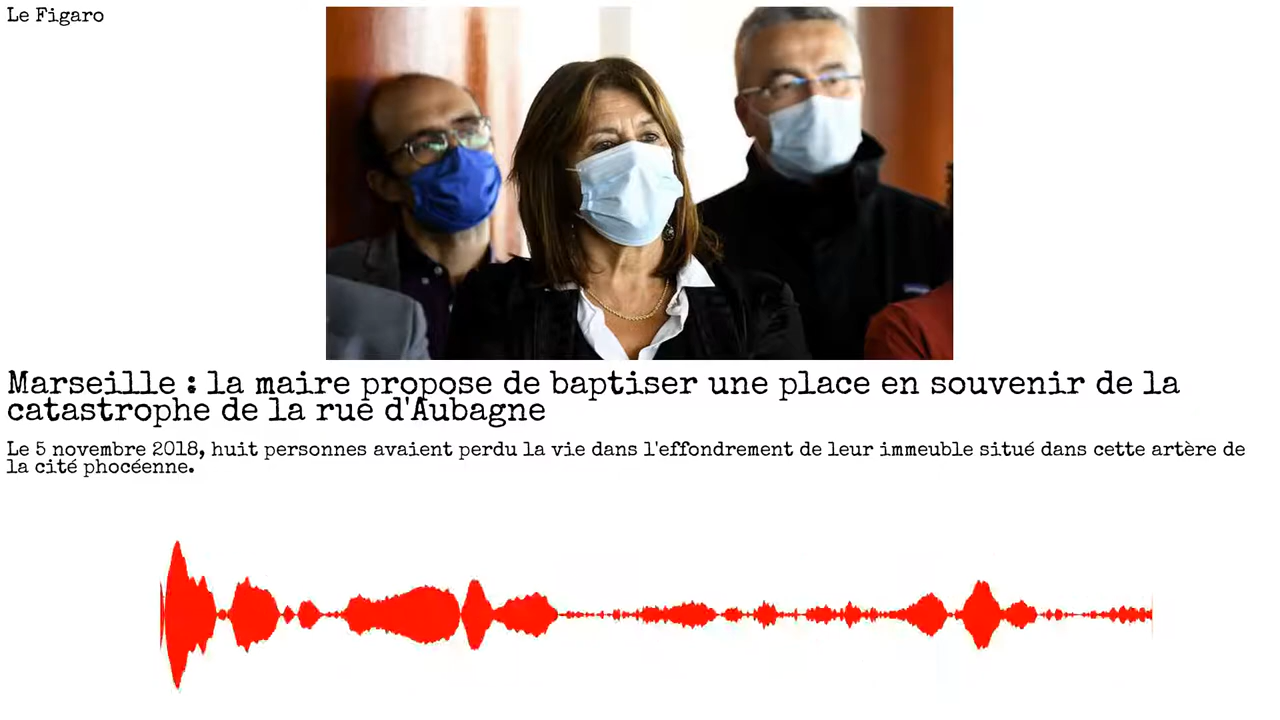 Le Figaro
Marseille : la maire propose de baptiser une place en souvenir de la
catastrophe de la rue d'Aubagne
Le 5 novembre 2018, huit personnes avaient perdu la vie dans l'effondrement de leur immeuble situé dans cette artère de
la cité phocéenne.